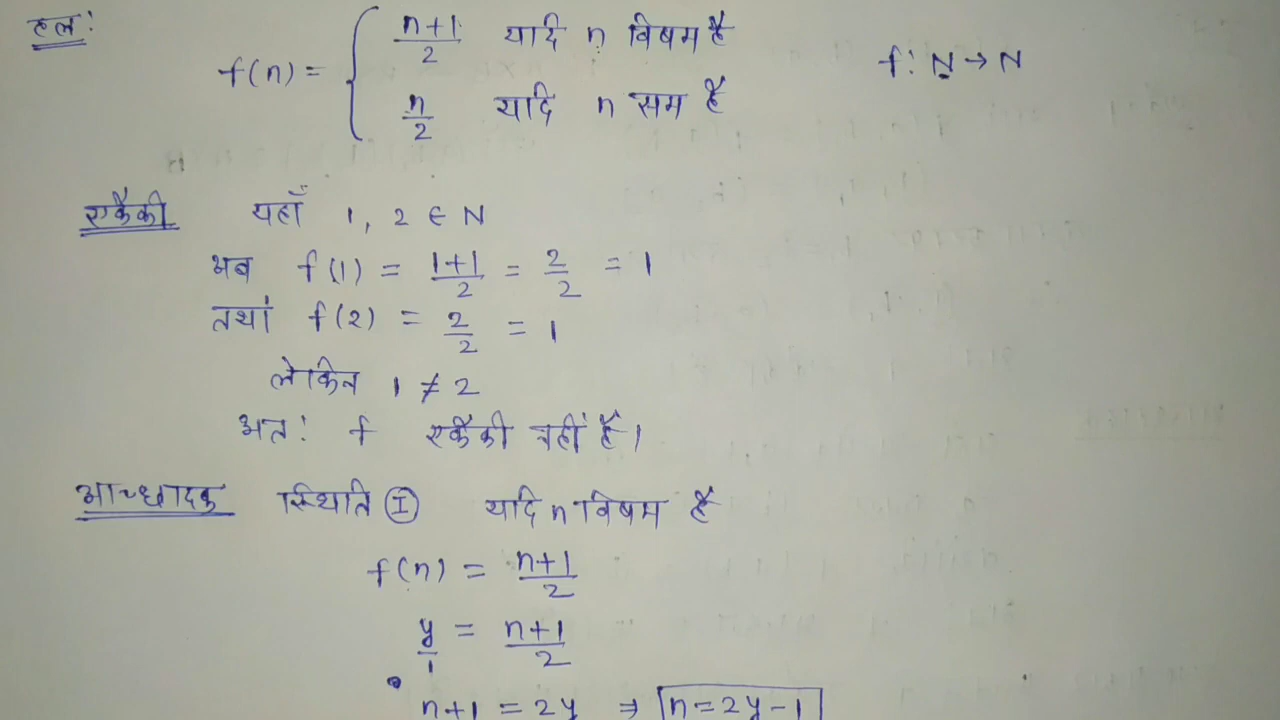 हल:
f(n) = { n+1/2 यदि n विषम है
n/2 यदि n सम है
f: N → N
एकैकी यहाँ 1, 2 ∈ N
अब f(1) = 1+1/2 = 2/2 = 1
तथा f(2) = 2/2 = 1
लेकिन 1 ≠ 2
अत: f एकैकी नहीं है।
आच्छादक स्थिति (I) यदि n विषम है
f(n) = n+1/2
y/1 = n+1/2
n+1 = 2y ⇒ n=2y-1